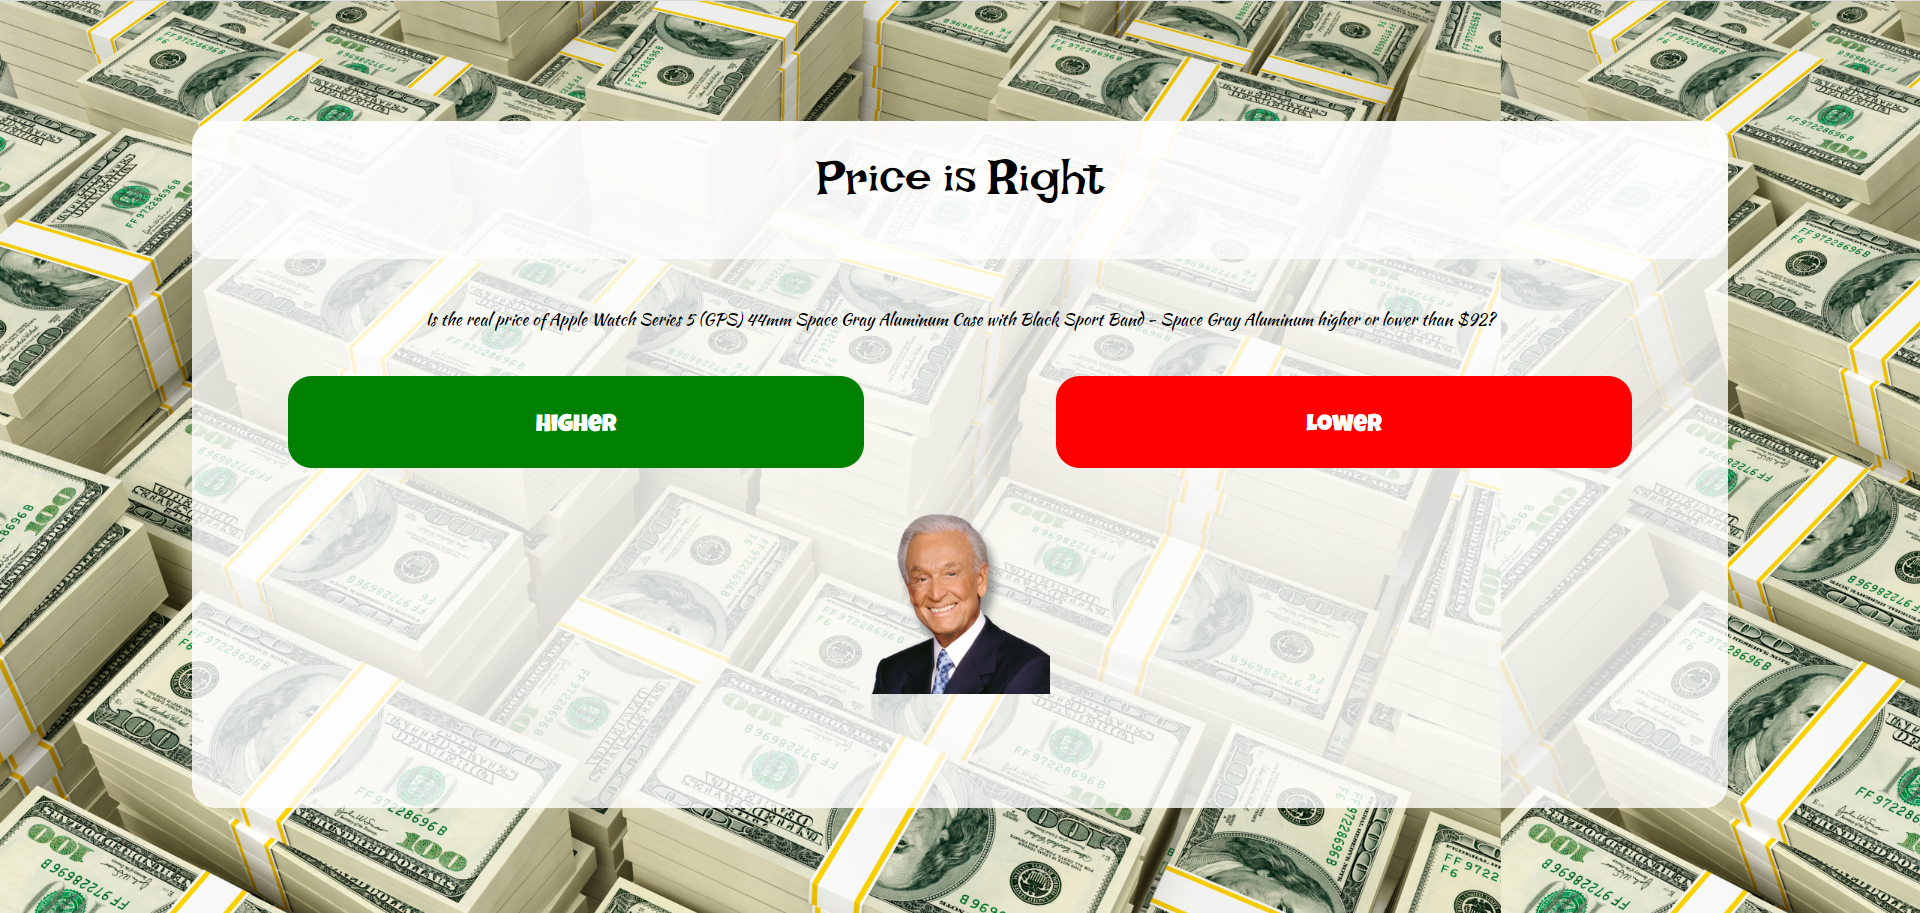 Price is Right
Is the real price of Apple Watch Series 5 (GPS) 44mm Space Gray Aluminum Case with Black Sport Band - Space Gray Aluminum higher or lower than $92?
HIGHER
LOWER